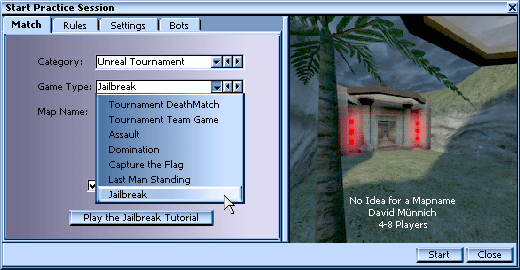 Start Practice Session
Match Rules Settings Bots
Category: Unreal Tournament
Game Type: Jailbreak
Map Name:
Tournament DeathMatch
Tournament Team Game
Assault
Domination
Capture the Flag
Last Man Standing
Jailbreak
Play the Jailbreak Tutorial
No Idea for a Mapname
David Münnich
4-8 Players
Start Close